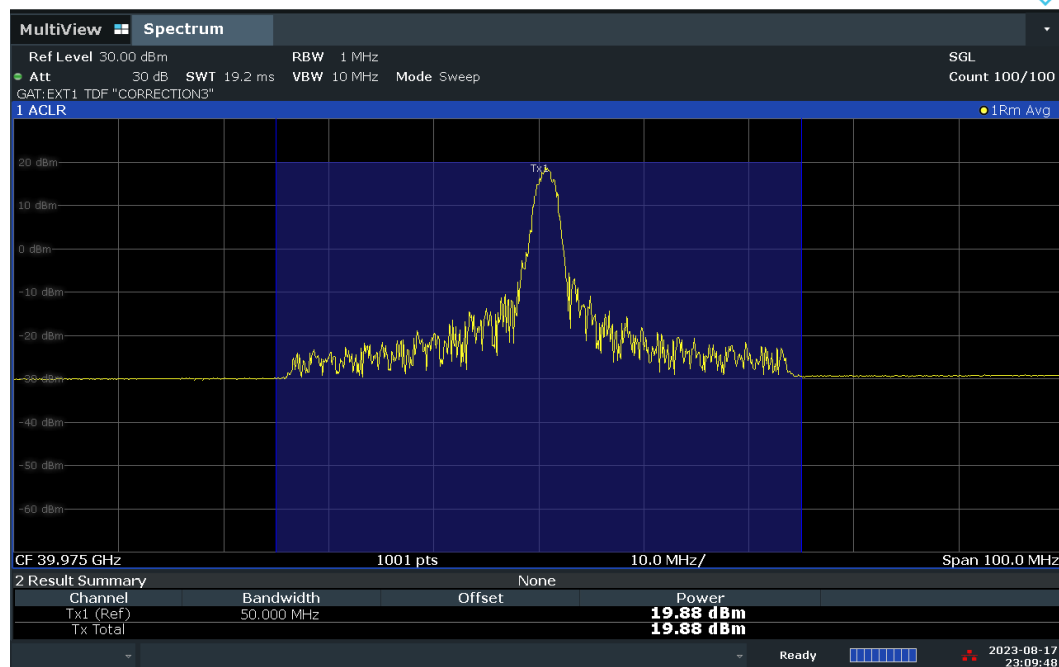 MultiView Spectrum
Ref Level 30.00 dBm RBW 1 MHz SGL
Att 30 dB SWT 19.2 ms VBW 10 MHz Mode Sweep Count 100/100
GAT:EXT1 TDF "CORRECTION3"
1 ACLR 1Rm Avg
Tx1
20 dBm
10 dBm
0 dBm
-10 dBm
-20 dBm
-30 dBm
-40 dBm
-50 dBm
-60 dBm
CF 39.975 GHz 1001 pts 10.0 MHz/ Span 100.0 MHz
2 Result Summary None
Channel Bandwidth Offset Power
Tx1 (Ref) 50.000 MHz 19.88 dBm
Tx Total 19.88 dBm
Ready 2023-08-17
23:09:48